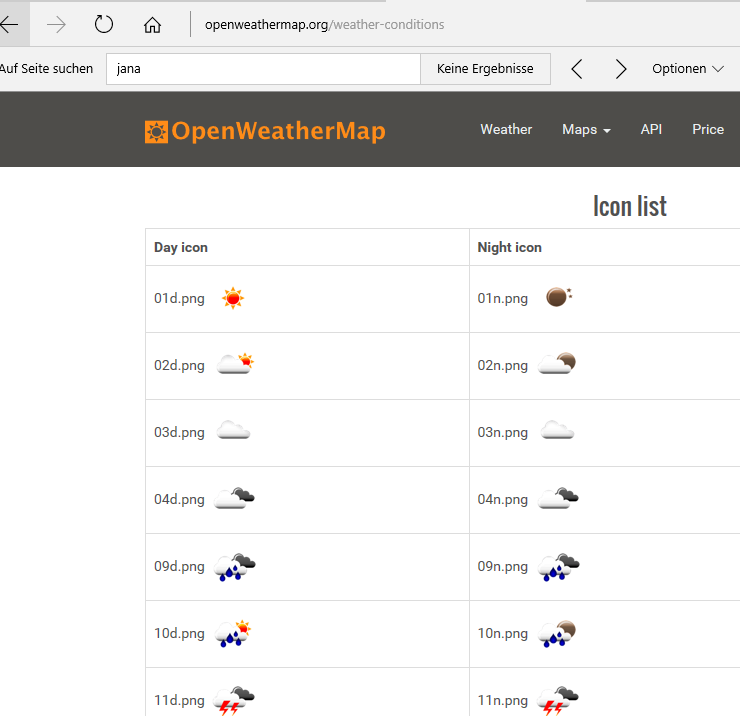 openweathermap.org/weather-conditions
Auf Seite suchen jana Keine Ergebnisse Optionen
OpenWeatherMap Weather Maps API Price
Icon list
Day icon Night icon
01d.png 01n.png
02d.png 02n.png
03d.png 03n.png
04d.png 04n.png
09d.png 09n.png
10d.png 10n.png
11d.png 11n.png